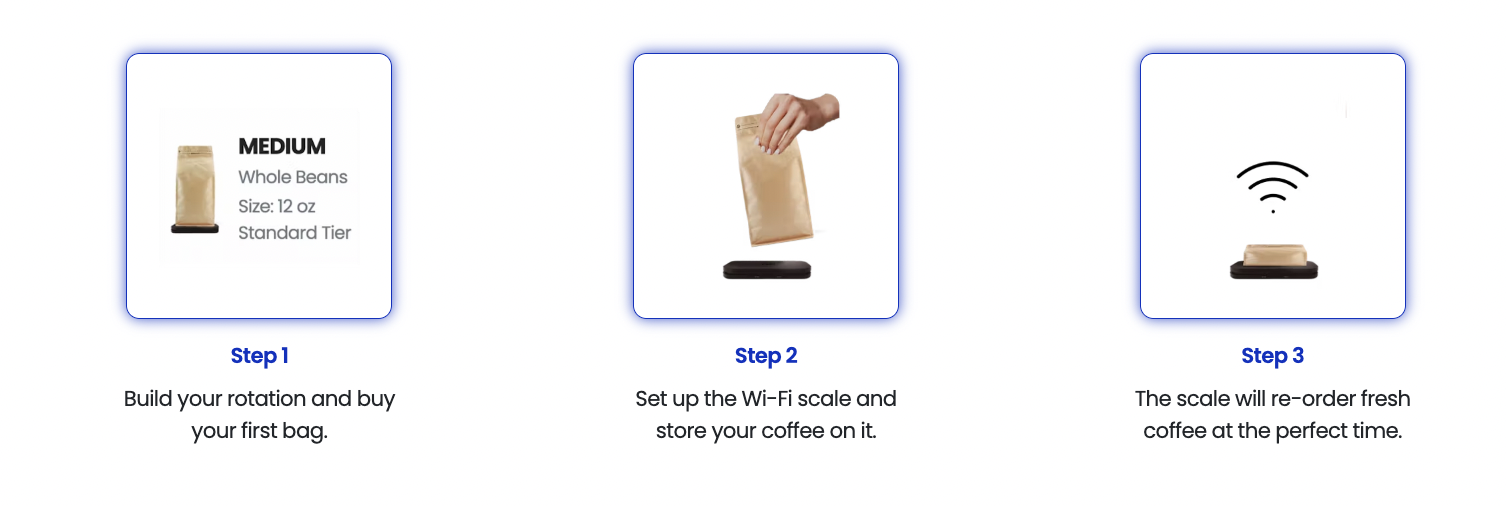 MEDIUM
Whole Beans
Size: 12 oz
Standard Tier
Step 1
Build your rotation and buy
your first bag.
Step 2
Set up the Wi-Fi scale and
store your coffee on it.
Step 3
The scale will re-order fresh
coffee at the perfect time.